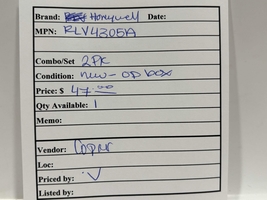 Brand: Honeywell Date:
MPN: RLV4305A
Combo/Set 2PK
Condition: new - op box
Price: $ 47.00
Qty Available: 1
Memo:
Vendor:
Loc:
Priced by: V
Listed by: